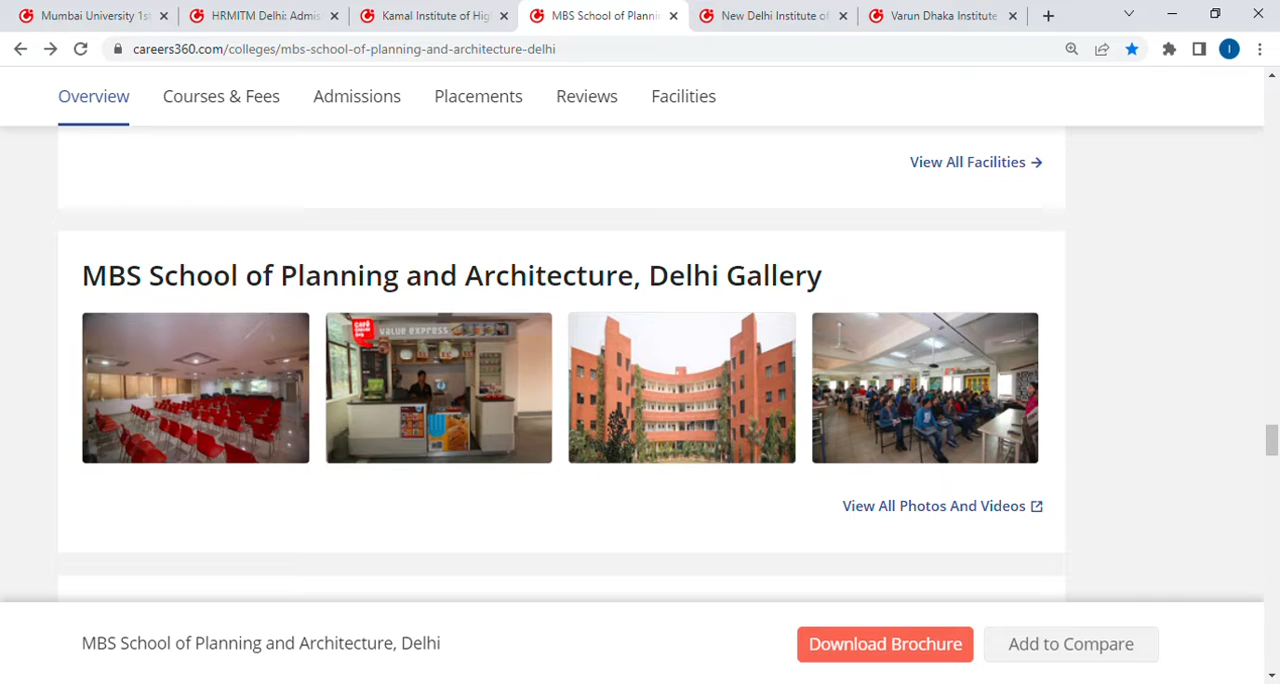 Mumbai University 1st
HRMITM Delhi: Admis
Kamal Institute of Hig
MBS School of Plannin
New Delhi Institute of
Varun Dhaka Institute
careers360.com/colleges/mbs-school-of-planning-and-architecture-delhi
I
Overview
Courses & Fees
Admissions
Placements
Reviews
Facilities
View All Facilities
MBS School of Planning and Architecture, Delhi Gallery
VALUE EXPRESS
View All Photos And Videos
MBS School of Planning and Architecture, Delhi
Download Brochure
Add to Compare